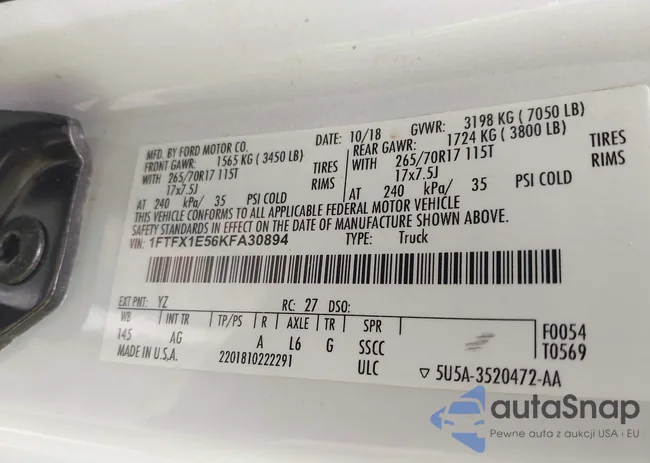 MFD. BY FORD MOTOR CO. DATE: 10/18 GVWR: 3198 KG ( 7050 LB)
FRONT GAWR: 1565 KG ( 3450 LB) REAR GAWR: 1724 KG ( 3800 LB)
WITH 265/70R17 115T TIRES WITH 265/70R17 115T TIRES
17x7.5J RIMS 17x7.5J RIMS
AT 240 kPa/ 35 PSI COLD AT 240 kPa/ 35 PSI COLD
THIS VEHICLE CONFORMS TO ALL APPLICABLE FEDERAL MOTOR VEHICLE
SAFETY STANDARDS IN EFFECT ON THE DATE OF MANUFACTURE SHOWN ABOVE.
VIN: 1FTFX1E56KFA30894 TYPE: Truck
EXT PNT: YZ RC: 27 DSO:
WB INT TR TP/PS R AXLE TR SPR F0054
145 AG A L6 G SSCC T0569
MADE IN U.S.A. 2201810222291 ULC ▽ 5U5A-3520472-AA
autaSnap
Pewne auta z aukcji USA i EU